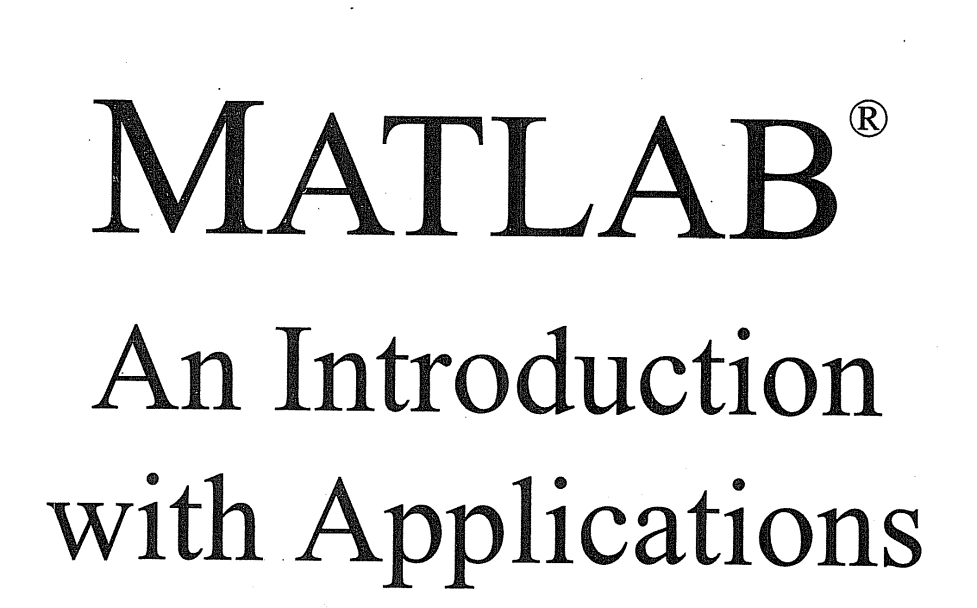 MATLAB®
An Introduction
with Applications